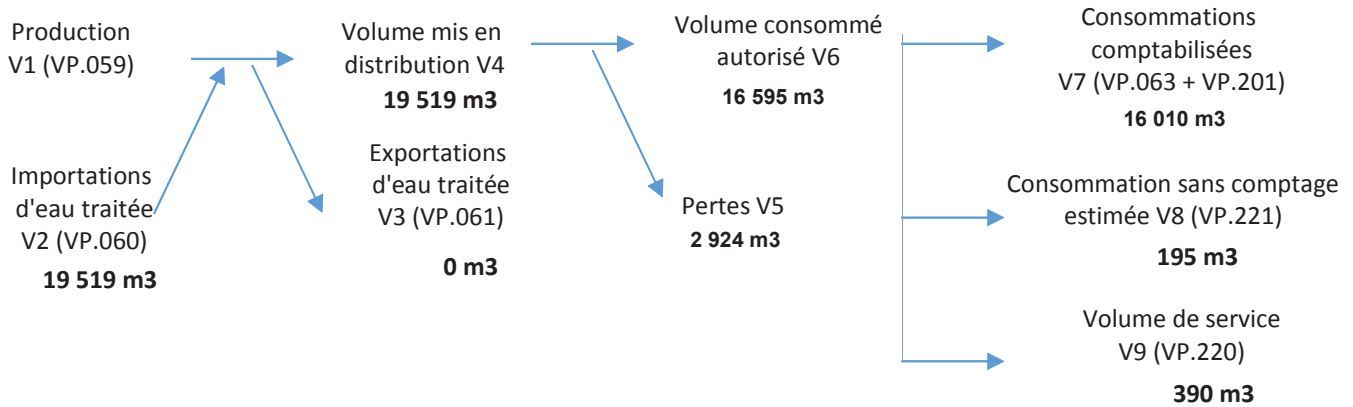 Production
V1 (VP.059)
Importations
d'eau traitée
V2 (VP.060)
19 519 m3
Volume mis en
distribution V4
19 519 m3
Exportations
d'eau traitée
V3 (VP.061)
0 m3
Volume consommé
autorisé V6
16 595 m3
Pertes V5
2 924 m3
Consommations
comptabilisées
V7 (VP.063 + VP.201)
16 010 m3
Consommation sans comptage
estimée V8 (VP.221)
195 m3
Volume de service
V9 (VP.220)
390 m3